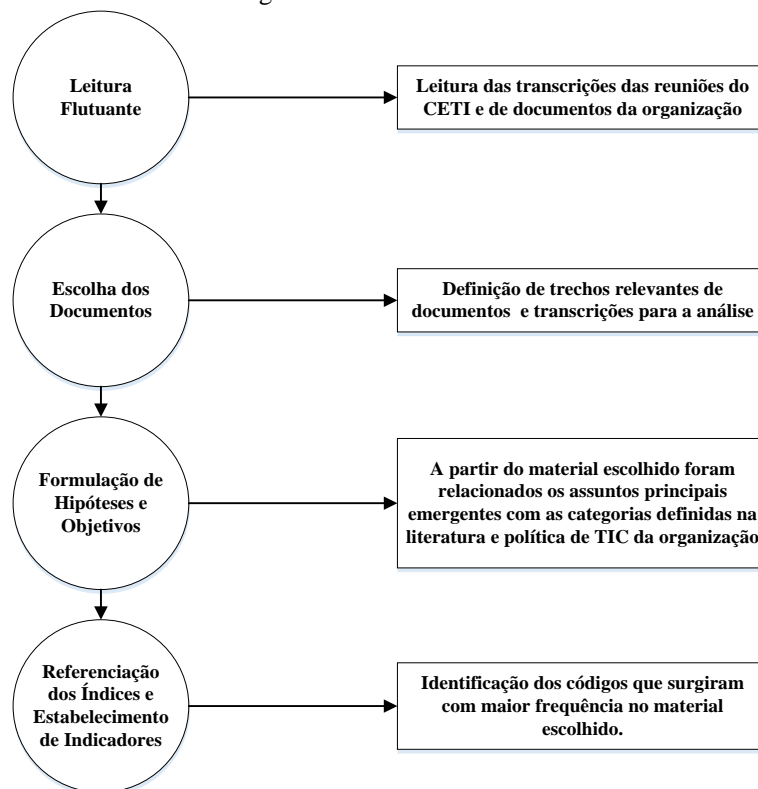 Leitura
Flutuante
Leitura das transcrições das reuniões do
CETI e de documentos da organização
Escolha dos
Documentos
Definição de trechos relevantes de
documentos e transcrições para a análise
Formulação de
Hipóteses e
Objetivos
A partir do material escolhido foram
relacionados os assuntos principais
emergentes com as categorias definidas na
literatura e política de TIC da organização
Referenciação
dos Índices e
Estabelecimento
de Indicadores
Identificação dos códigos que surgiram
com maior frequência no material
escolhido.